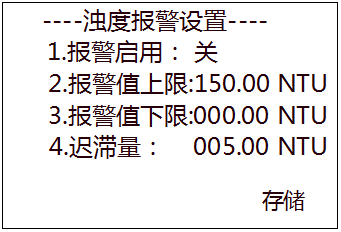 ----浊度报警设置----
1.报警启用： 关
2.报警值上限:150.00 NTU
3.报警值下限:000.00 NTU
4.迟滞量： 005.00 NTU
存储